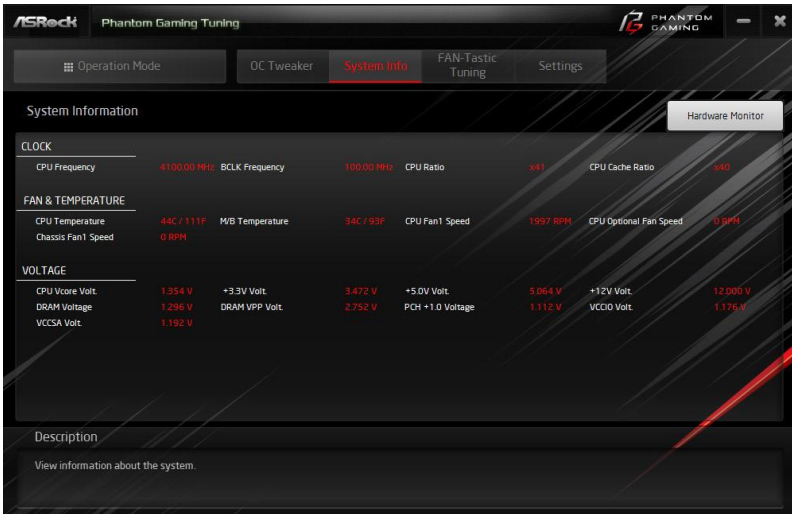 ASRock Phantom Gaming Tuning PHANTOM GAMING
Operation Mode OC Tweaker System Info FAN-Tastic Tuning Settings
System Information
Hardware Monitor
CLOCK
CPU Frequency 4100.00 MHz BCLK Frequency 100.00 MHz CPU Ratio x41 CPU Cache Ratio x40
FAN & TEMPERATURE
CPU Temperature 44C / 111F M/B Temperature 34C / 93F CPU Fan1 Speed 1997 RPM CPU Optional Fan Speed 0 RPM
Chassis Fan1 Speed 0 RPM
VOLTAGE
CPU Vcore Volt. 1.354 V +3.3V Volt. 3.472 V +5.0V Volt. 5.064 V +12V Volt. 12.000 V
DRAM Voltage 1.296 V DRAM VPP Volt. 2.752 V PCH +1.0 Voltage 1.112 V VCCIO Volt. 1.176 V
VCCSA Volt. 1.192 V
Description
View information about the system.